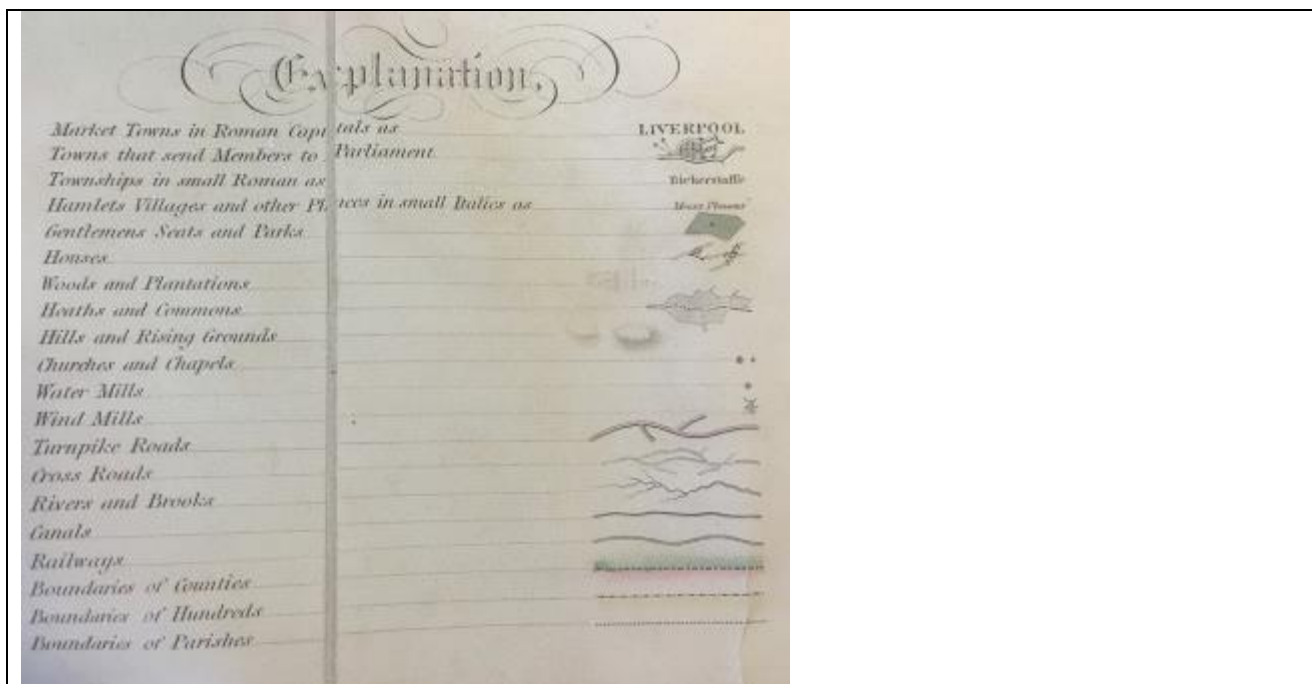 Explanation.
Market Towns in Roman Capitals as LIVERPOOL
Towns that send Members to Parliament
Townships in small Roman as Bickerstaffe
Hamlets Villages and other Places in small Italics as
Gentlemens Seats and Parks
Houses
Woods and Plantations
Heaths and Commons
Hills and Rising Grounds
Churches and Chapels
Water Mills
Wind Mills
Turnpike Roads
Cross Roads
Rivers and Brooks
Canals
Railways
Boundaries of Counties
Boundaries of Hundreds
Boundaries of Parishes